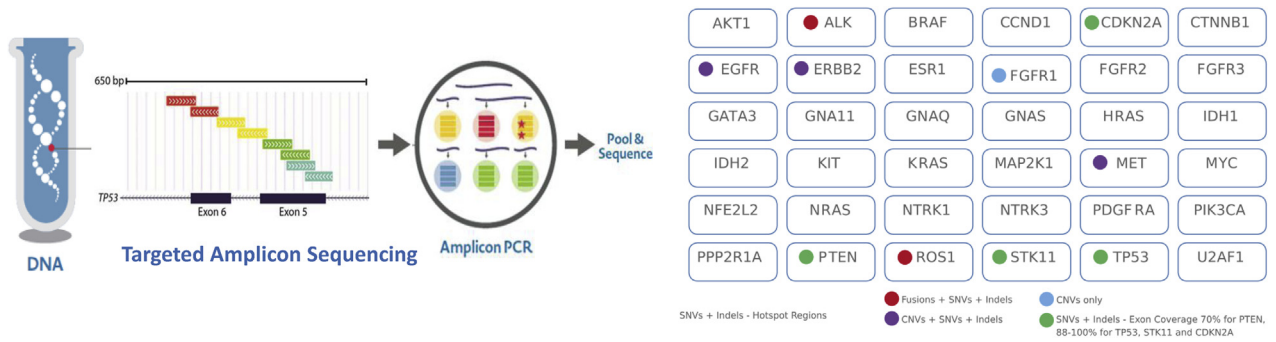 650 bp
TP53
Exon 6
Exon 5
DNA
Targeted Amplicon Sequencing
Amplicon PCR
Pool &
Sequence
AKT1
ALK
BRAF
CCND1
CDKN2A
CTNNB1
EGFR
ERBB2
ESR1
FGFR1
FGFR2
FGFR3
GATA3
GNA11
GNAQ
GNAS
HRAS
IDH1
IDH2
KIT
KRAS
MAP2K1
MET
MYC
NFE2L2
NRAS
NTRK1
NTRK3
PDGFRA
PIK3CA
PPP2R1A
PTEN
ROS1
STK11
TP53
U2AF1
SNVs + Indels - Hotspot Regions
Fusions + SNVs + Indels
CNVs + SNVs + Indels
CNVs only
SNVs + Indels - Exon Coverage 70% for PTEN,
88-100% for TP53, STK11 and CDKN2A